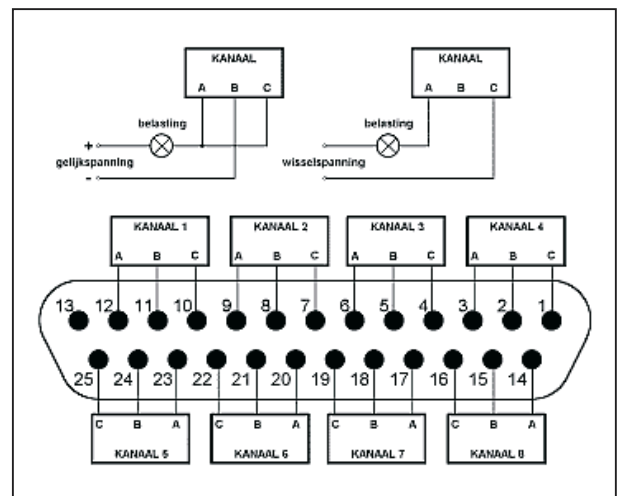 KANAAL KANAAL
A B C A B C
belasting belasting
+
gelijkspanning wisselspanning
-
KANAAL 1 KANAAL 2 KANAAL 3 KANAAL 4
A B C A B C A B C A B C
13 12 11 10 9 8 7 6 5 4 3 2 1
25 24 23 22 21 20 19 18 17 16 15 14
C B A C B A C B A C B A
KANAAL 5 KANAAL 6 KANAAL 7 KANAAL 8